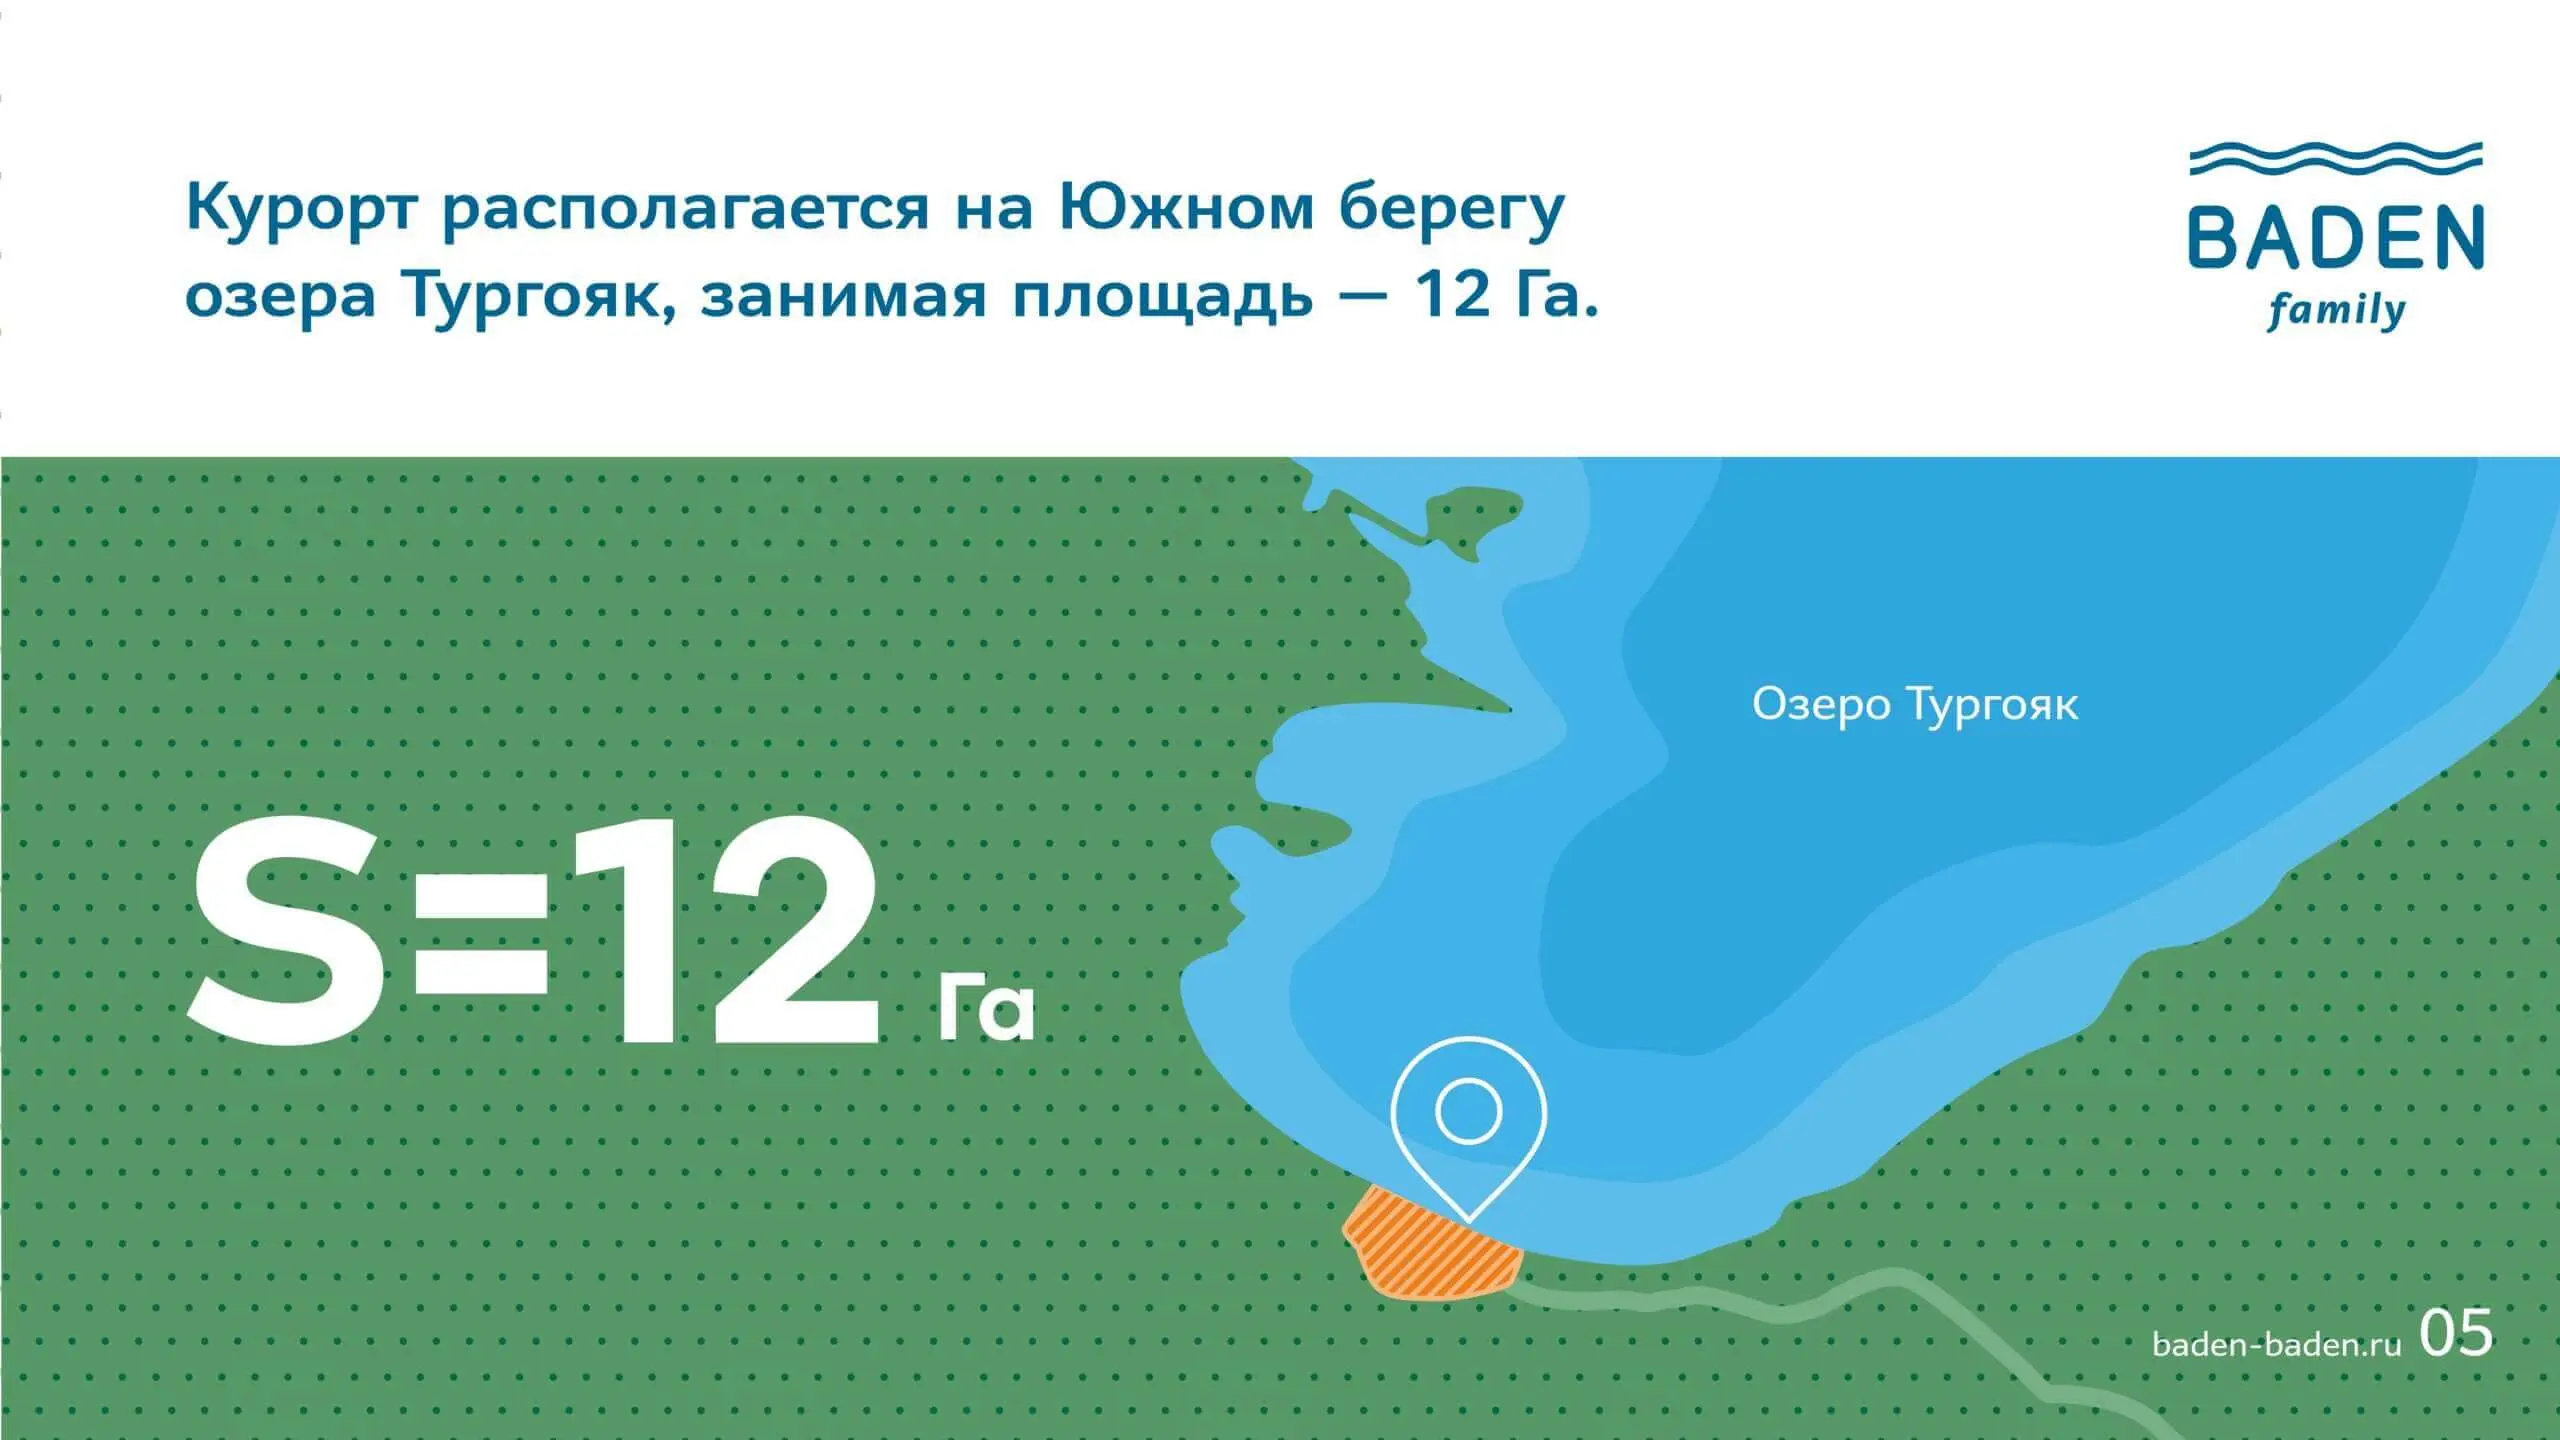 Курорт располагается на Южном берегу
озера Тургояк, занимая площадь — 12 Га.
BADEN
family
Озеро Тургояк
S=12 Га
baden-baden.ru 05